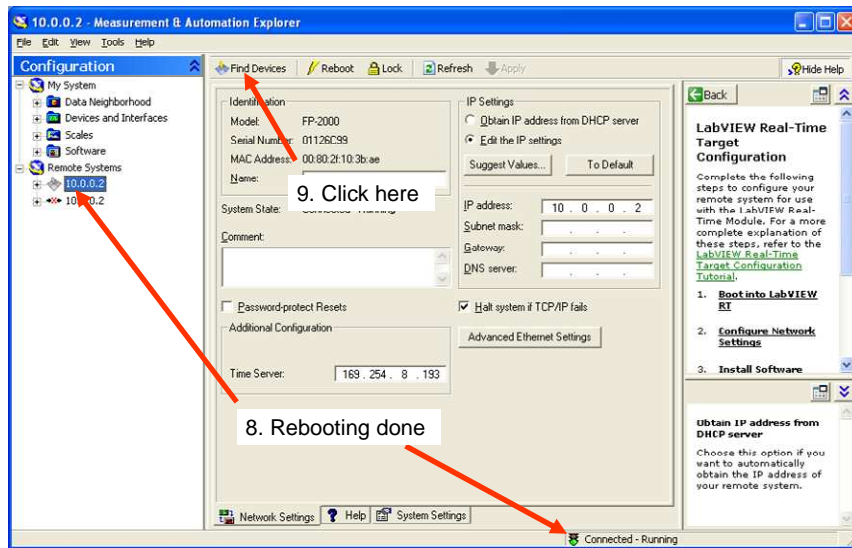 10.0.0.2 - Measurement & Automation Explorer
File Edit View Tools Help
Configuration
My System
Data Neighborhood
Devices and Interfaces
Scales
Software
Remote Systems
10.0.0.2
Find Devices Reboot Lock Refresh Apply
Hide Help
Identification
Model: FP-2000
Serial Number: 01126C99
MAC Address: 00:80:2f:10:3b:ae
Name:
9. Click here
System State:
Comment:
Password-protect Resets
Additional Configuration
Time Server: 169 . 254 . 8 . 193
8. Rebooting done
IP Settings
Obtain IP address from DHCP server
Edit the IP settings
Suggest Values... To Default
IP address: 10 . 0 . 0 . 2
Subnet mask: . . .
Gateway: . . .
DNS server: . . .
Halt system if TCP/IP fails
Advanced Ethernet Settings
Network Settings Help System Settings
Back
LabVIEW Real-Time
Target
Configuration
Complete the following
steps to configure your
remote system for use
with the LabVIEW Real-
Time Module. For a more
complete explanation of
these steps, refer to the
LabVIEW Real-Time
Target Configuration
Tutorial.
1. Boot into LabVIEW
RT
2. Configure Network
Settings
3. Install Software
Obtain IP address from
DHCP server
Choose this option if you
want to automatically
obtain the IP address of
your remote system.
Connected - Running